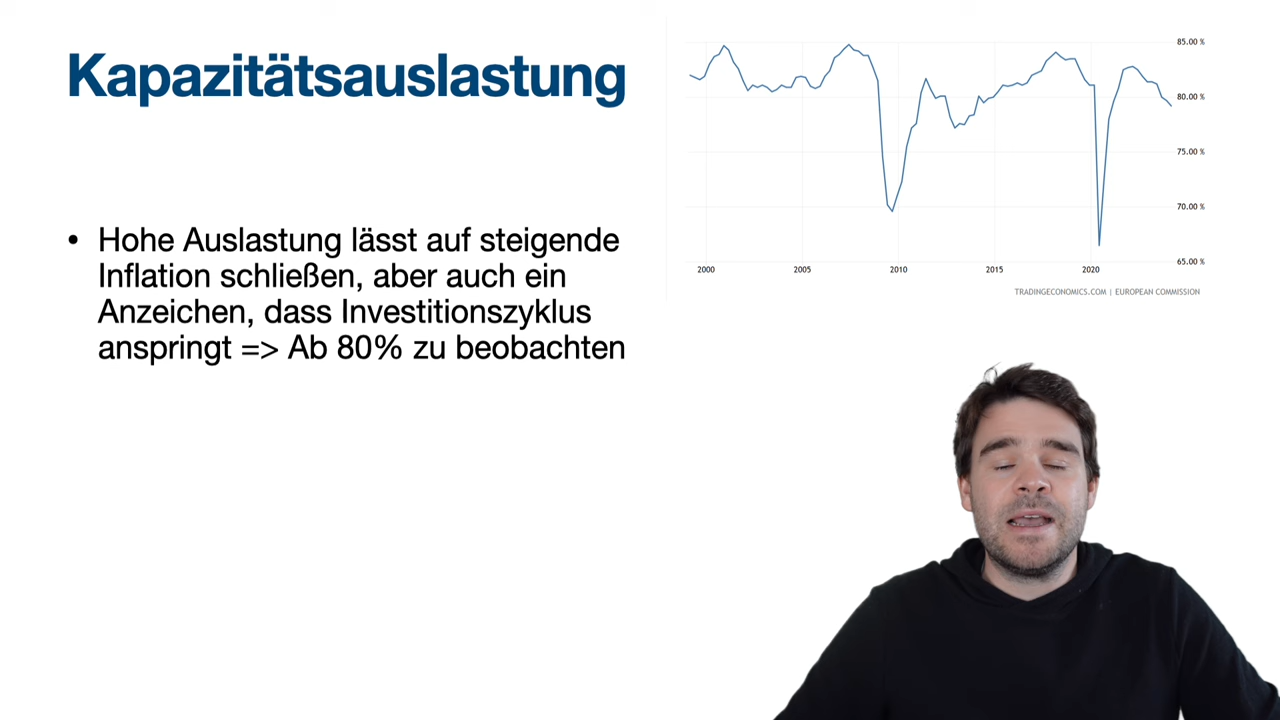 Kapazitätsauslastung
• Hohe Auslastung lässt auf steigende
Inflation schließen, aber auch ein
Anzeichen, dass Investitionszyklus
anspringt => Ab 80% zu beobachten
85.00 %
80.00 %
75.00 %
70.00 %
65.00 %
2000 2005 2010 2015 2020
TRADINGECONOMICS.COM | EUROPEAN COMMISSION